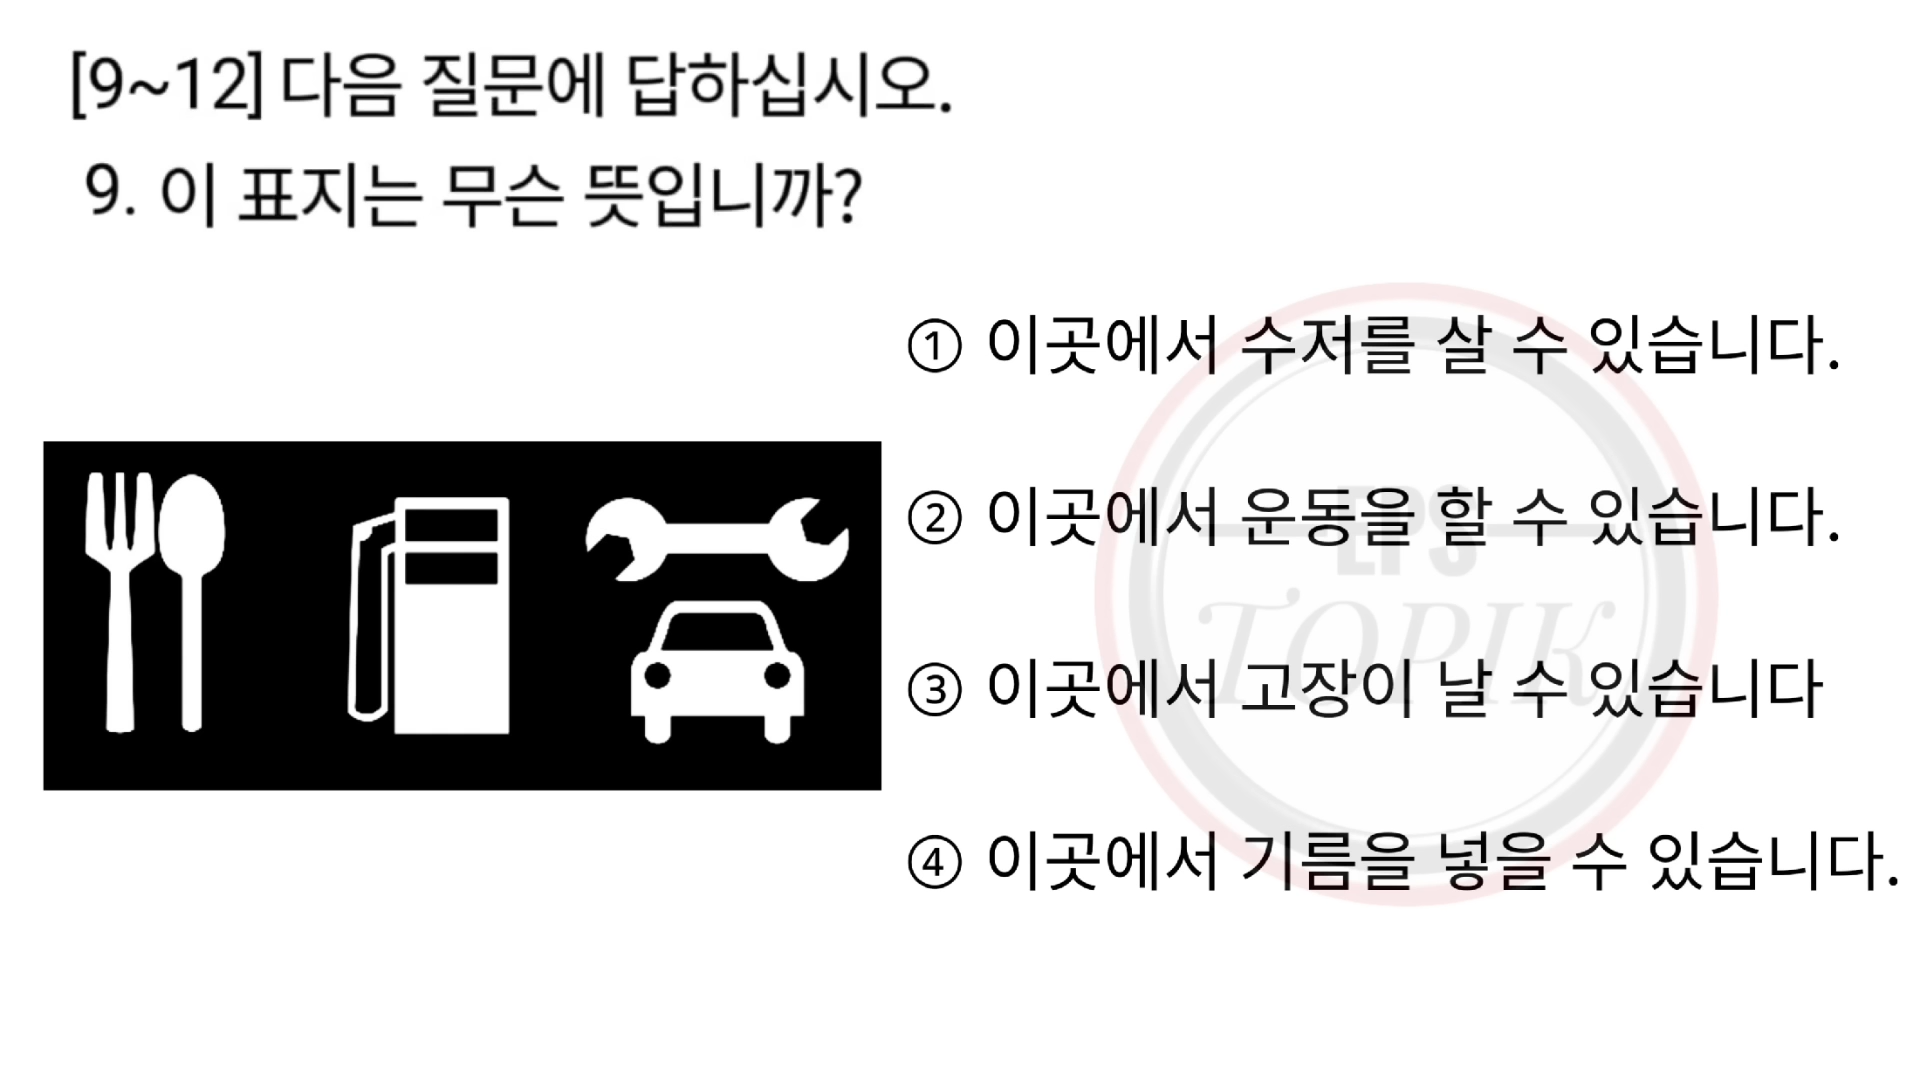 [9~12] 다음 질문에 답하십시오.
9. 이 표지는 무슨 뜻입니까?
① 이곳에서 수저를 살 수 있습니다.
② 이곳에서 운동을 할 수 있습니다.
③ 이곳에서 고장이 날 수 있습니다
④ 이곳에서 기름을 넣을 수 있습니다.
EPS
TOPIK